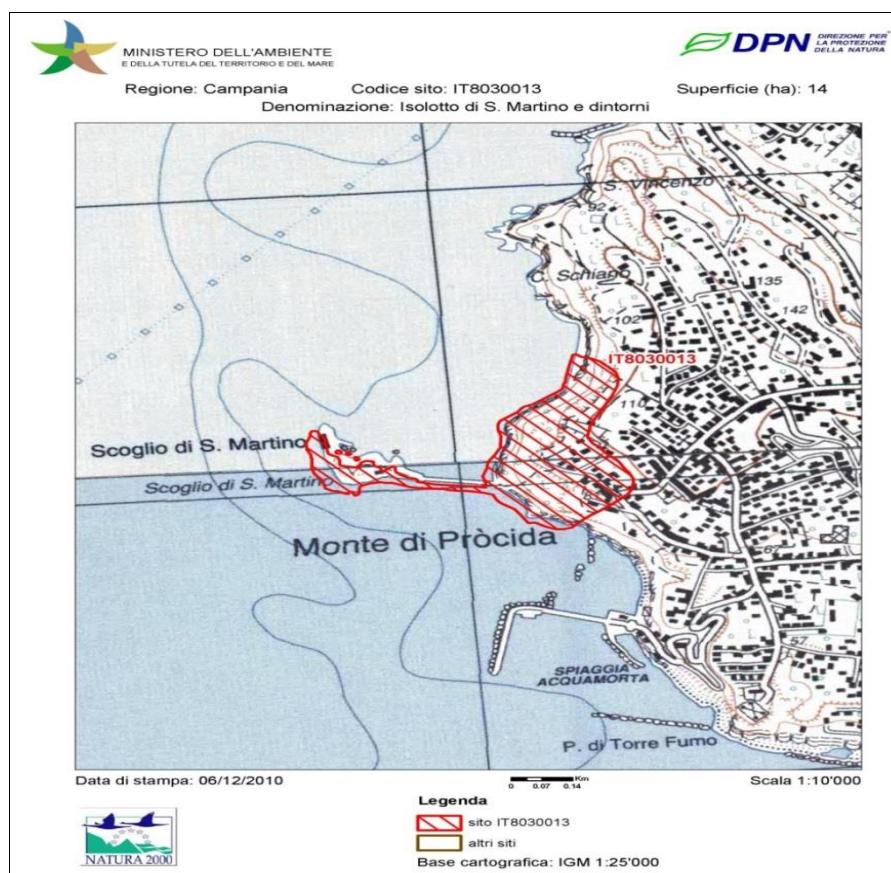 MINISTERO DELL'AMBIENTE
E DELLA TUTELA DEL TERRITORIO E DEL MARE
DPN DIREZIONE PER
LA PROTEZIONE
DELLA NATURA
Regione: Campania Codice sito: IT8030013 Superficie (ha): 14
Denominazione: Isolotto di S. Martino e dintorni
S. Vincenzo
92
C. Schiano
135
142
102
IT8030013
110
Scoglio di S. Martino
Scoglio di S. Martino
Monte di Pròcida
67
57
SPIAGGIA
ACQUAMORTA
P. di Torre Fumo
Data di stampa: 06/12/2010 Km Scala 1:10'000
0 0.07 0.14
Legenda
sito IT8030013
altri siti
Base cartografica: IGM 1:25'000
NATURA 2000